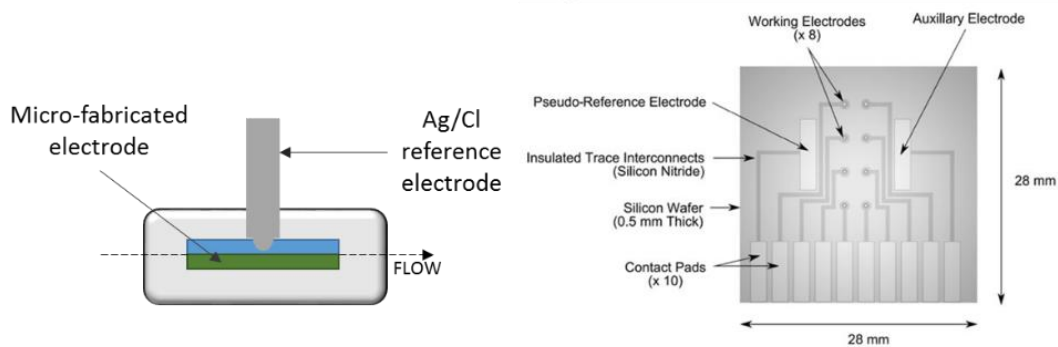 Micro-fabricated
electrode
Ag/Cl
reference
electrode
FLOW
Working Electrodes
(x 8)
Auxillary Electrode
Pseudo-Reference Electrode
Insulated Trace Interconnects
(Silicon Nitride)
Silicon Wafer
(0.5 mm Thick)
Contact Pads
(x 10)
28 mm
28 mm